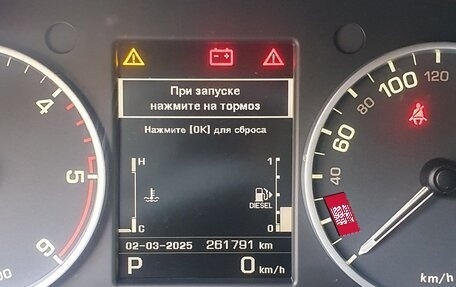 При запуске
нажмите на тормоз
Нажмите [OK] для сброса
H
C
1
0
DIESEL
02-03-2025 261791 km
P 0 km/h
4
5
6
00
40
60
80
100
120
km/h